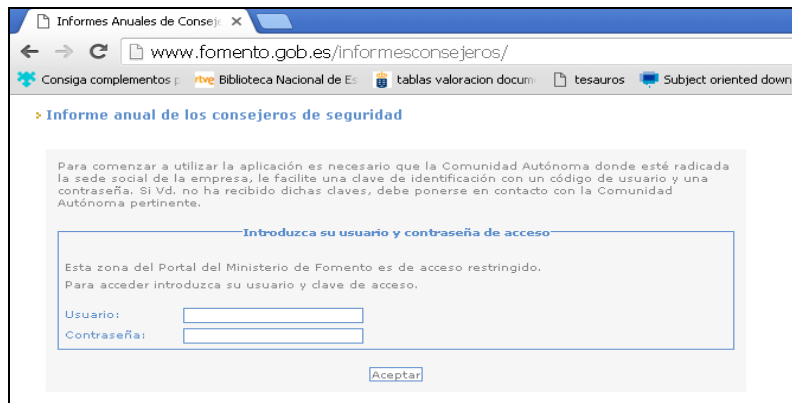 Informes Anuales de Conseje
www.fomento.gob.es/informesconsejeros/
Consiga complementos p rtve Biblioteca Nacional de Es tablas valoracion docum tesauros Subject oriented down
Informe anual de los consejeros de seguridad
Para comenzar a utilizar la aplicación es necesario que la Comunidad Autónoma donde esté radicada
la sede social de la empresa, le facilite una clave de identificación con un código de usuario y una
contraseña. Si Vd. no ha recibido dichas claves, debe ponerse en contacto con la Comunidad
Autónoma pertinente.
Introduzca su usuario y contraseña de acceso
Esta zona del Portal del Ministerio de Fomento es de acceso restringido.
Para acceder introduzca su usuario y clave de acceso.
Usuario:
Contraseña:
Aceptar